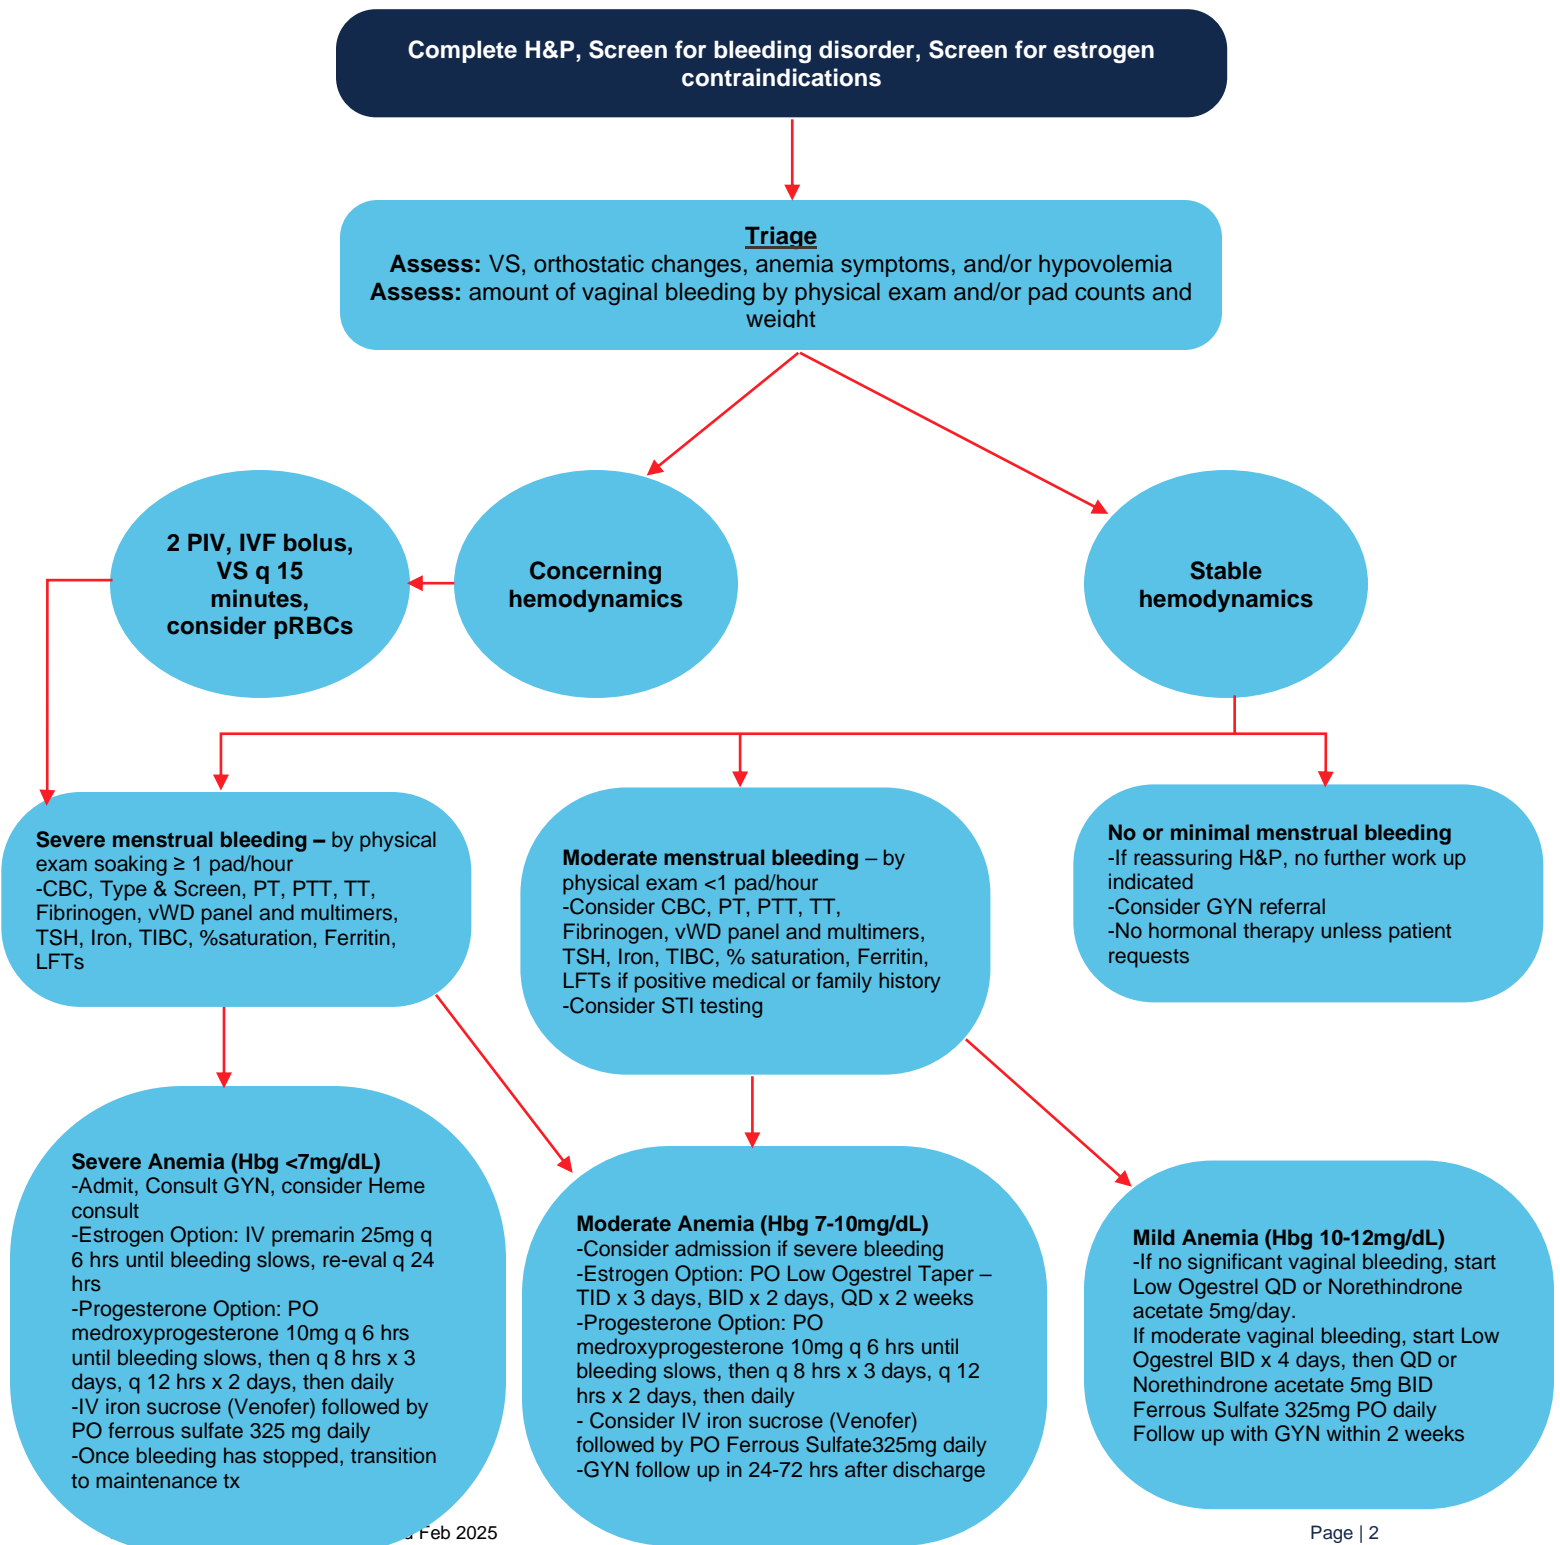 Complete H&P, Screen for bleeding disorder, Screen for estrogen
contraindications
Triage
Assess: VS, orthostatic changes, anemia symptoms, and/or hypovolemia
Assess: amount of vaginal bleeding by physical exam and/or pad counts and
weight
2 PIV, IVF bolus,
VS q 15
minutes,
consider pRBCs
Concerning
hemodynamics
Stable
hemodynamics
Severe menstrual bleeding – by physical
exam soaking ≥ 1 pad/hour
-CBC, Type & Screen, PT, PTT, TT,
Fibrinogen, vWD panel and multimers,
TSH, Iron, TIBC, %saturation, Ferritin,
LFTs
Moderate menstrual bleeding – by
physical exam <1 pad/hour
-Consider CBC, PT, PTT, TT,
Fibrinogen, vWD panel and multimers,
TSH, Iron, TIBC, % saturation, Ferritin,
LFTs if positive medical or family history
-Consider STI testing
No or minimal menstrual bleeding
-If reassuring H&P, no further work up
indicated
-Consider GYN referral
-No hormonal therapy unless patient
requests
Severe Anemia (Hbg <7mg/dL)
-Admit, Consult GYN, consider Heme
consult
-Estrogen Option: IV premarin 25mg q
6 hrs until bleeding slows, re-eval q 24
hrs
-Progesterone Option: PO
medroxyprogesterone 10mg q 6 hrs
until bleeding slows, then q 8 hrs x 3
days, q 12 hrs x 2 days, then daily
-IV iron sucrose (Venofer) followed by
PO ferrous sulfate 325 mg daily
-Once bleeding has stopped, transition
to maintenance tx
Moderate Anemia (Hbg 7-10mg/dL)
-Consider admission if severe bleeding
-Estrogen Option: PO Low Ogestrel Taper –
TID x 3 days, BID x 2 days, QD x 2 weeks
-Progesterone Option: PO
medroxyprogesterone 10mg q 6 hrs until
bleeding slows, then q 8 hrs x 3 days, q 12
hrs x 2 days, then daily
- Consider IV iron sucrose (Venofer)
followed by PO Ferrous Sulfate325mg daily
-GYN follow up in 24-72 hrs after discharge
Mild Anemia (Hbg 10-12mg/dL)
-If no significant vaginal bleeding, start
Low Ogestrel QD or Norethindrone
acetate 5mg/day.
If moderate vaginal bleeding, start Low
Ogestrel BID x 4 days, then QD or
Norethindrone acetate 5mg BID
Ferrous Sulfate 325mg PO daily
Follow up with GYN within 2 weeks
Feb 2025
Page | 2